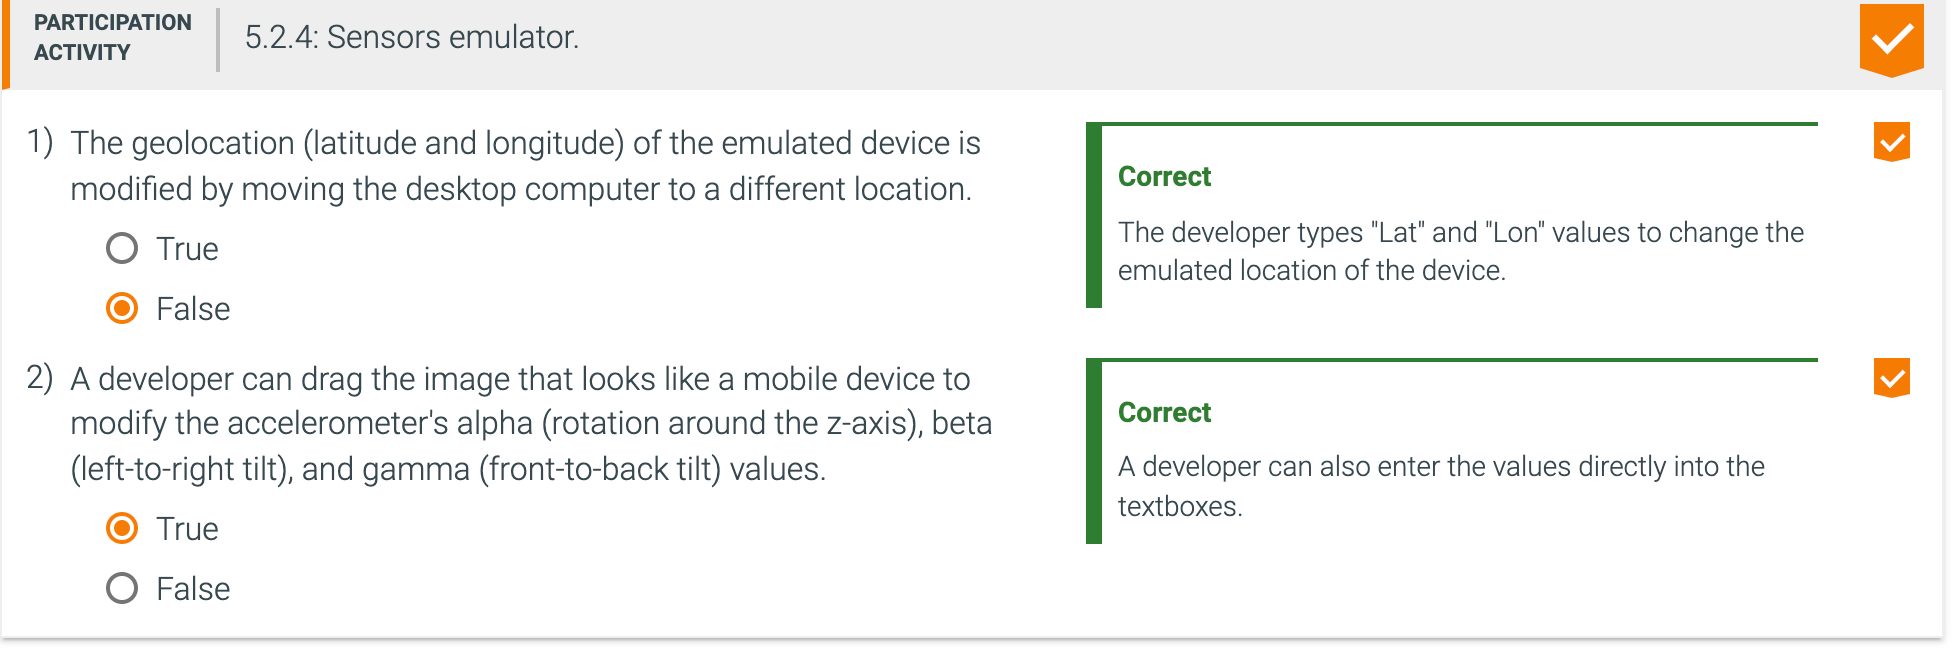 PARTICIPATION
ACTIVITY
5.2.4: Sensors emulator.
1) The geolocation (latitude and longitude) of the emulated device is
modified by moving the desktop computer to a different location.
True
False
Correct
The developer types "Lat" and "Lon" values to change the
emulated location of the device.
2) A developer can drag the image that looks like a mobile device to
modify the accelerometer's alpha (rotation around the z-axis), beta
(left-to-right tilt), and gamma (front-to-back tilt) values.
True
False
Correct
A developer can also enter the values directly into the
textboxes.